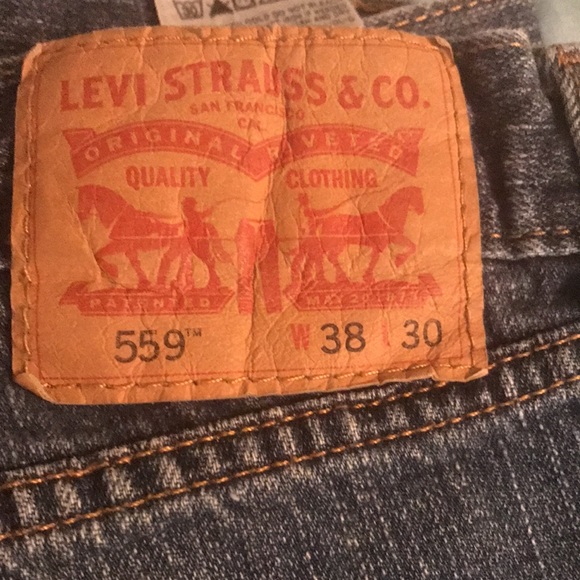 LEVI STRAUSS & CO.
SAN FRANCISCO
CAL.
ORIGINAL RIVETED
QUALITY CLOTHING
PATENTED MAY 20 1873
559™ W 38 L 30